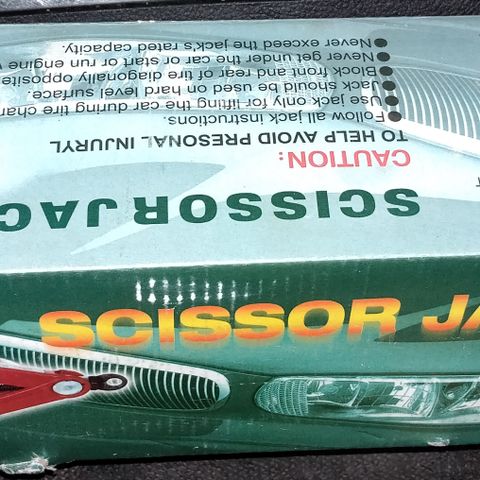 SCISSOR JAC
CAUTION:
TO HELP AVOID PRESONAL INJURYL
●Follow all jack instructions.
●Use jack only for lifting the car during tire chan
●Jack should be used on hard level surface.
●Block front and rear of tire diagonally opposite
●Never get under the car or start or run engine w
●Never exceed the jack's rated capacity.
SCISSOR JA